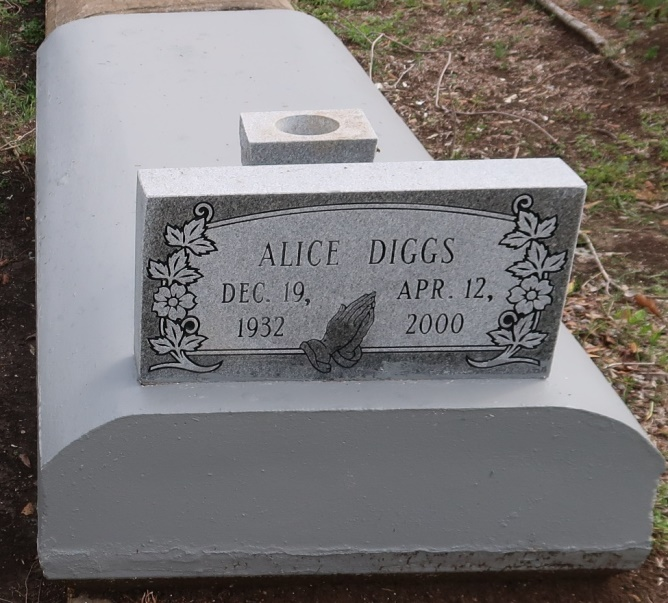 ALICE DIGGS
DEC. 19, APR. 12,
1932 2000